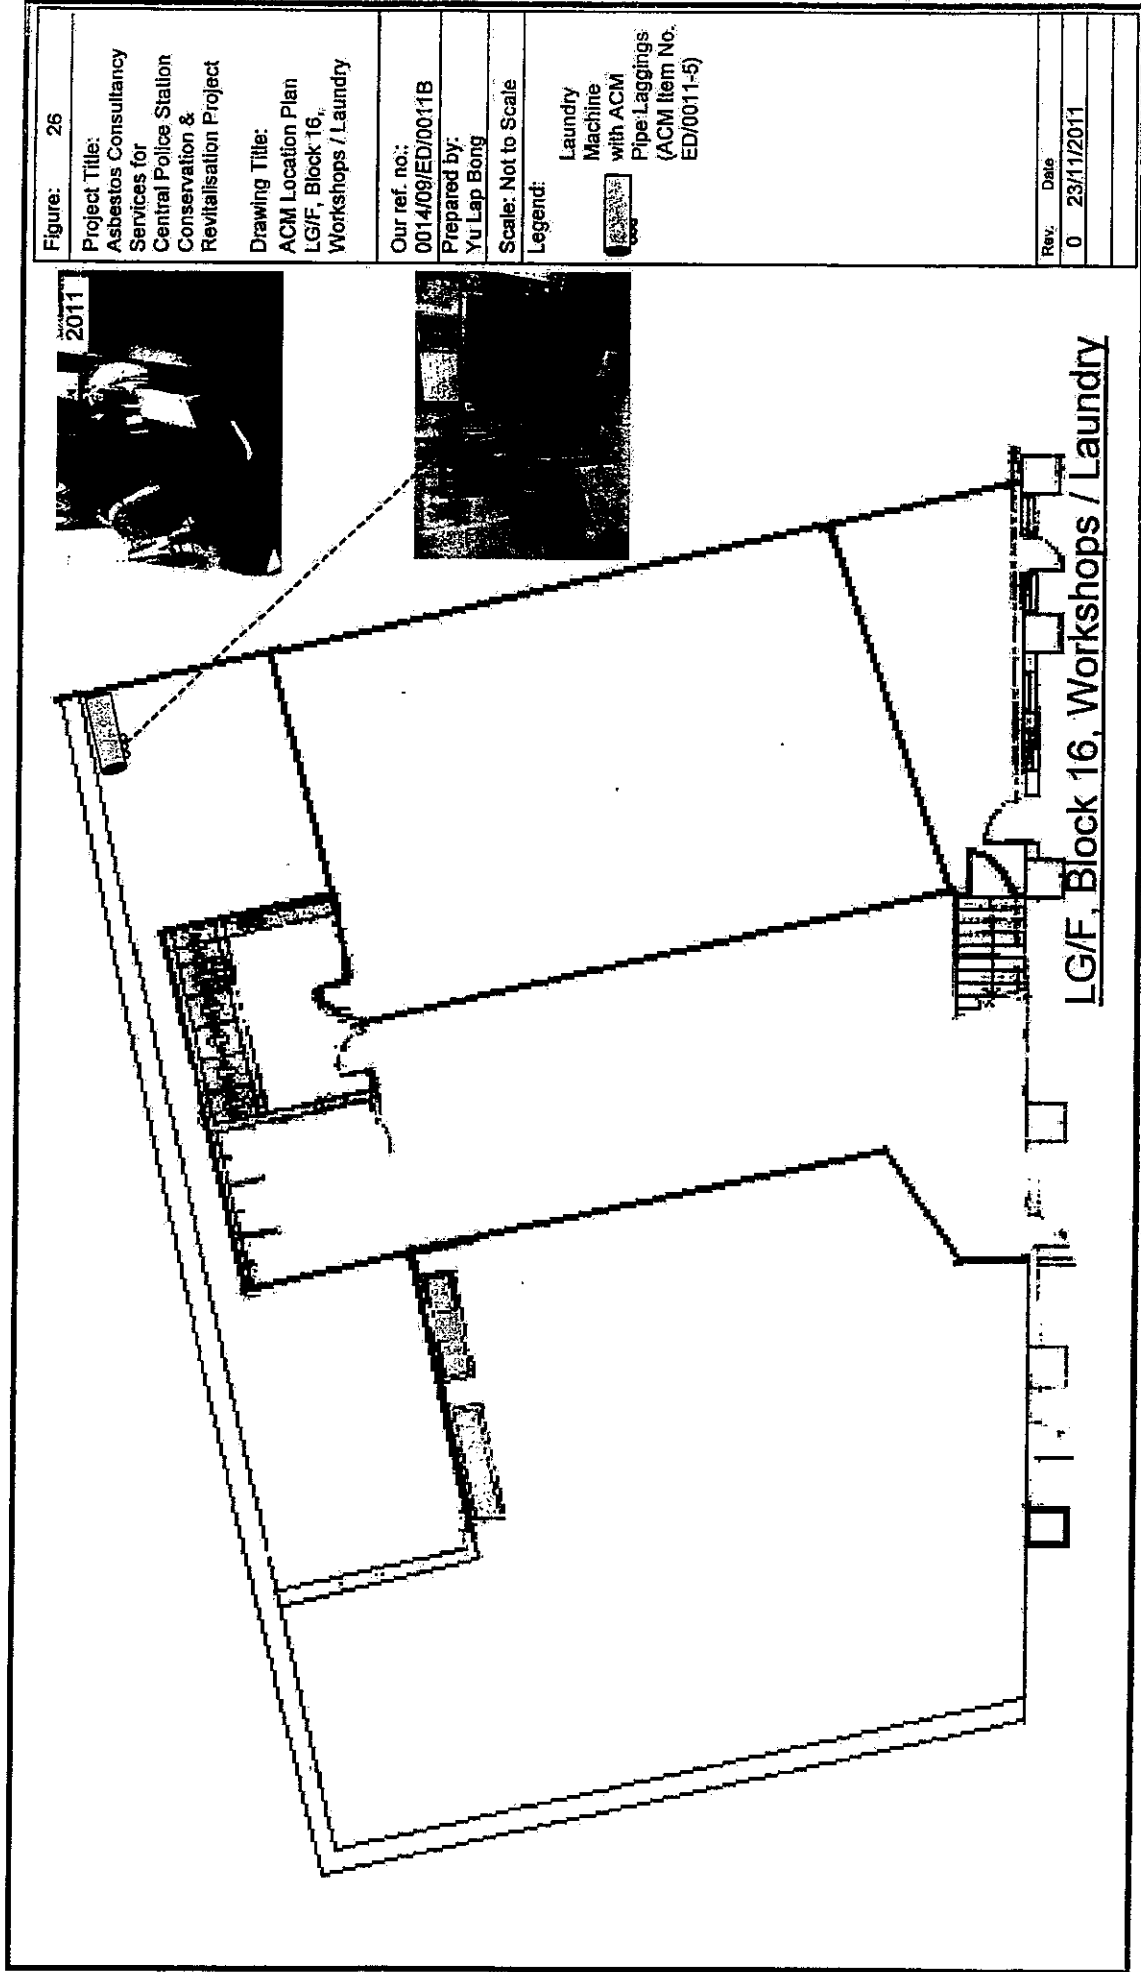 Figure: 26
Project Title:
Asbestos Consultancy
Services for
Central Police Station
Conservation &
Revitalisation Project
Drawing Title:
ACM Location Plan
LG/F, Block 16,
Workshops / Laundry
Our ref. no.:
0014/09/ED/0011B
Prepared by:
Yu Lap Bong
Scale: Not to Scale
Legend:
Laundry
Machine
with ACM
Pipe Laggings
(ACM Item No.
ED/0011-5)
Rev. Date
0 23/11/2011
2011
LG/F, Block 16, Workshops / Laundry